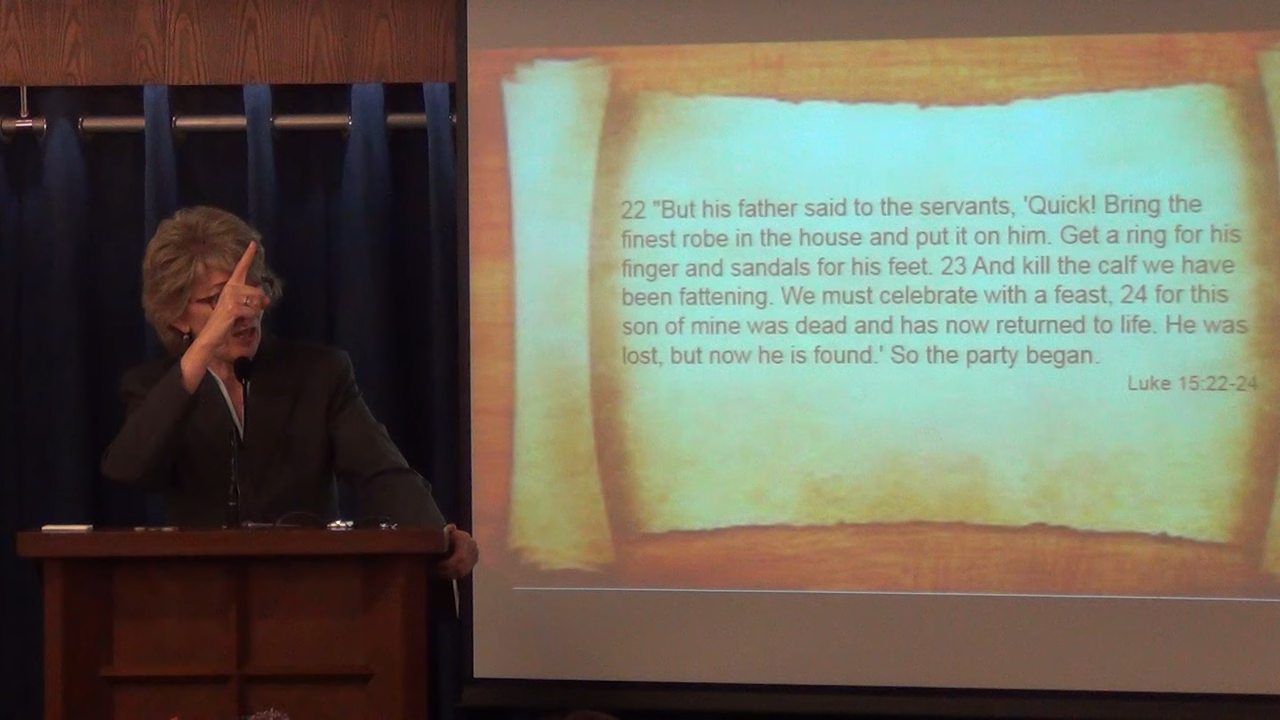 22 "But his father said to the servants, 'Quick! Bring the
finest robe in the house and put it on him. Get a ring for his
finger and sandals for his feet. 23 And kill the calf we have
been fattening. We must celebrate with a feast, 24 for this
son of mine was dead and has now returned to life. He was
lost, but now he is found.' So the party began.
Luke 15:22-24